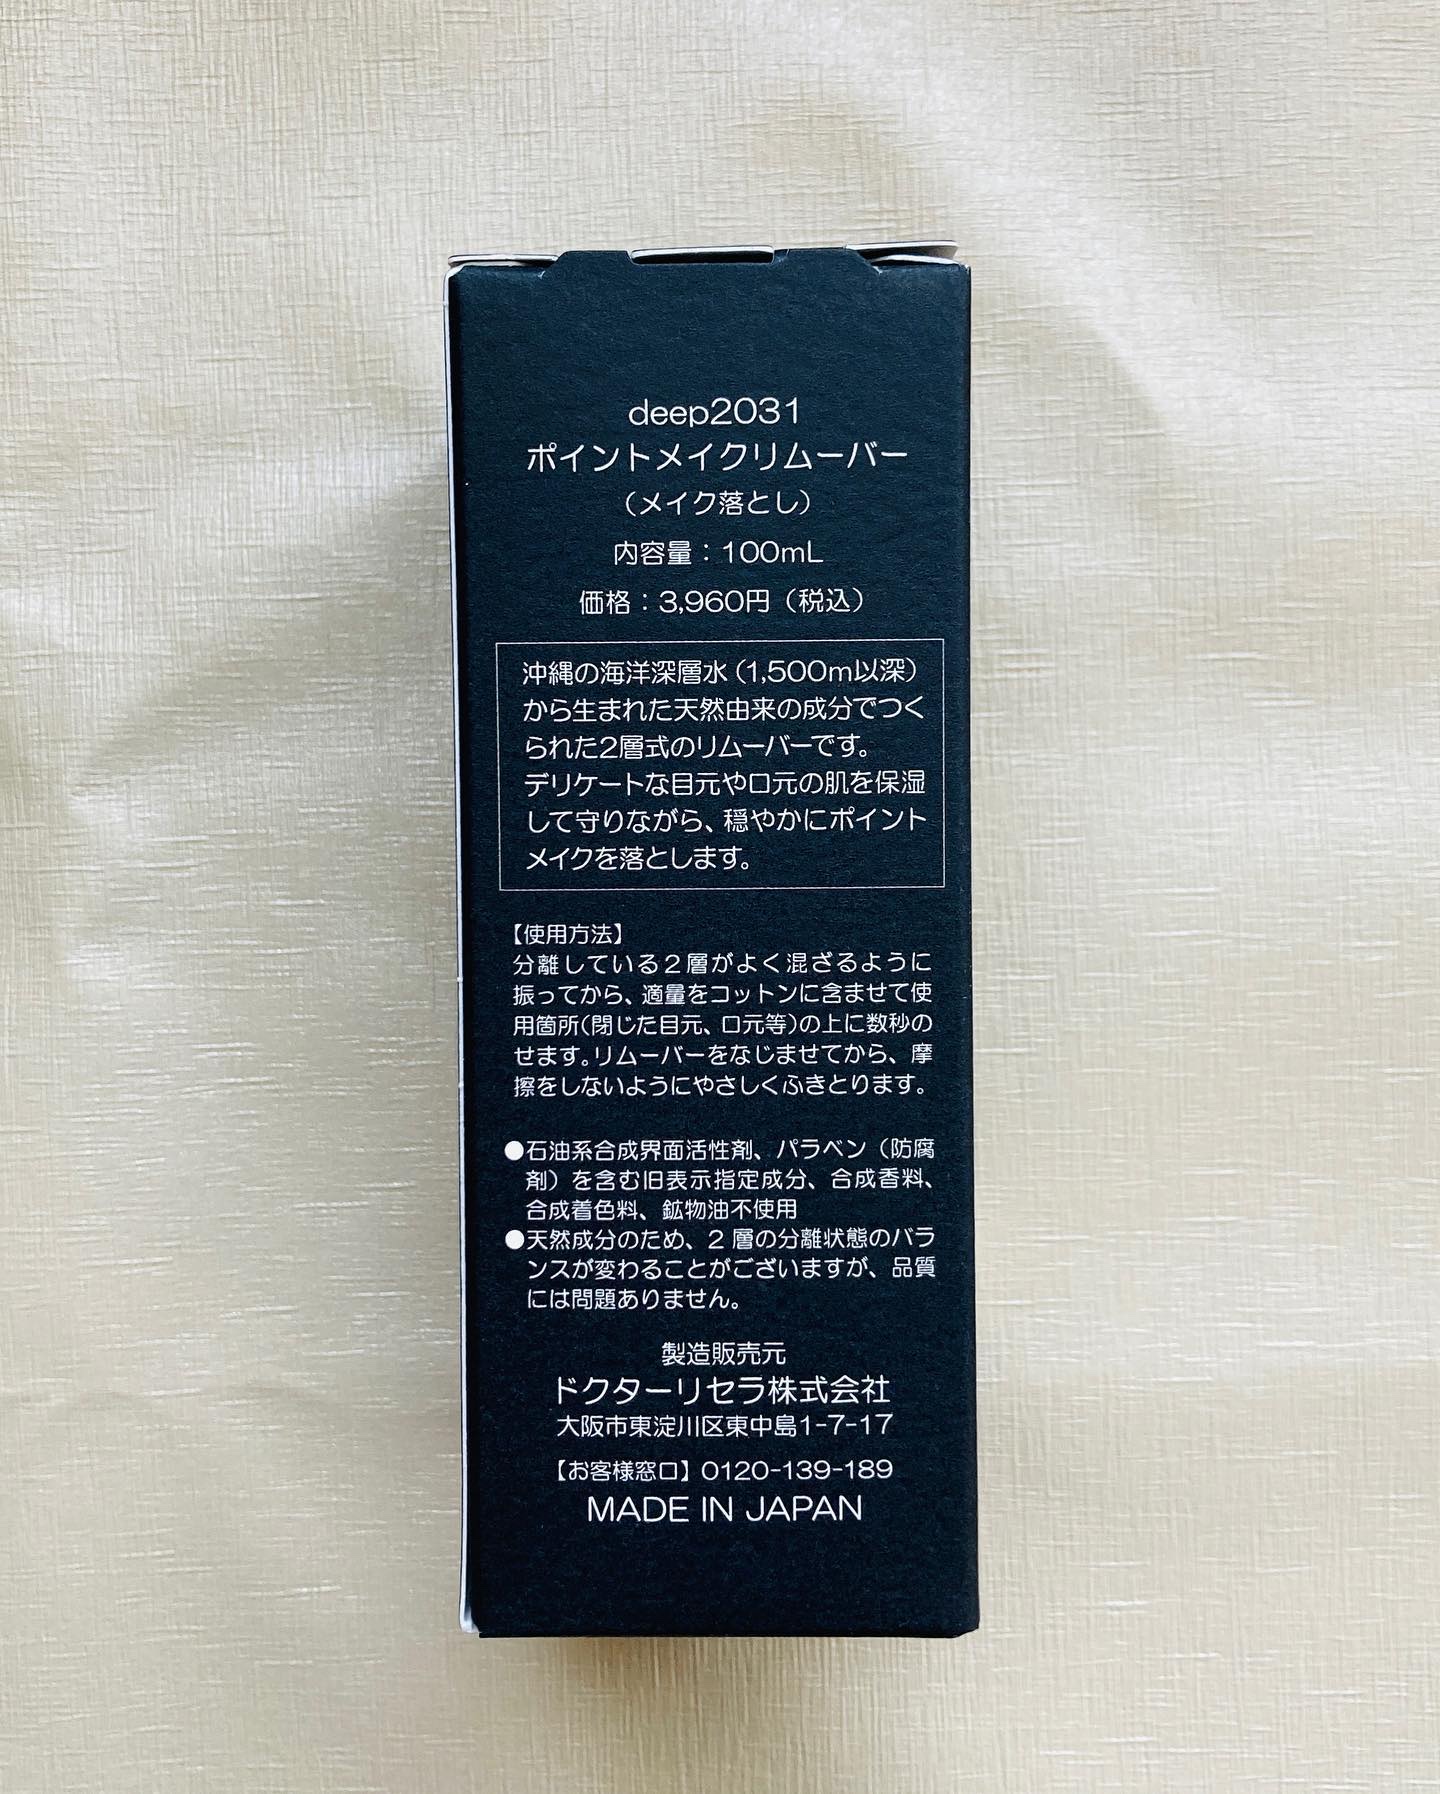 deep2031
ポイントメイクリムーバー
（メイク落とし）
内容量：100mL
価格：3,960円（税込）
沖縄の海洋深層水（1,500m以深）
から生まれた天然由来の成分でつく
られた2層式のリムーバーです。
デリケートな目元や口元の肌を保湿
して守りながら、穏やかにポイント
メイクを落とします。
【使用方法】
分離している2層がよく混ざるように
振ってから、適量をコットンに含ませて使
用箇所（閉じた目元、口元等）の上に数秒の
せます。リムーバーをなじませてから、摩
擦をしないようにやさしくふきとります。
●石油系合成界面活性剤、パラベン（防腐
剤）を含む旧表示指定成分、合成香料、
合成着色料、鉱物油不使用
●天然成分のため、2層の分離状態のバラ
ンスが変わることがございますが、品質
には問題ありません。
製造販売元
ドクターリセラ株式会社
大阪市東淀川区東中島1-7-17
【お客様窓口】0120-139-189
MADE IN JAPAN